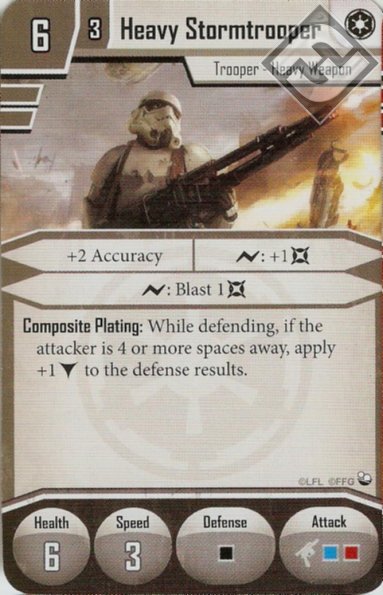 6
3 Heavy Stormtrooper
Trooper - Heavy Weapon
+2 Accuracy
: +1
: Blast 1
Composite Plating: While defending, if the
attacker is 4 or more spaces away, apply
+1 to the defense results.
©LFL ©FFG
Health
6
Speed
3
Defense
Attack